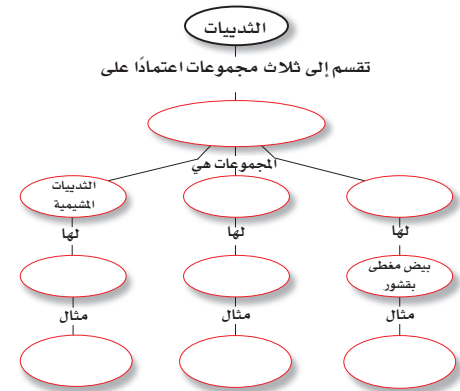 الثدييات
تقسم إلى ثلاث مجموعات اعتمادًا على
المجموعات هي
الثدييات
المشيمية
لها
لها
لها
بيض مغطى
بقشور
مثال
مثال
مثال